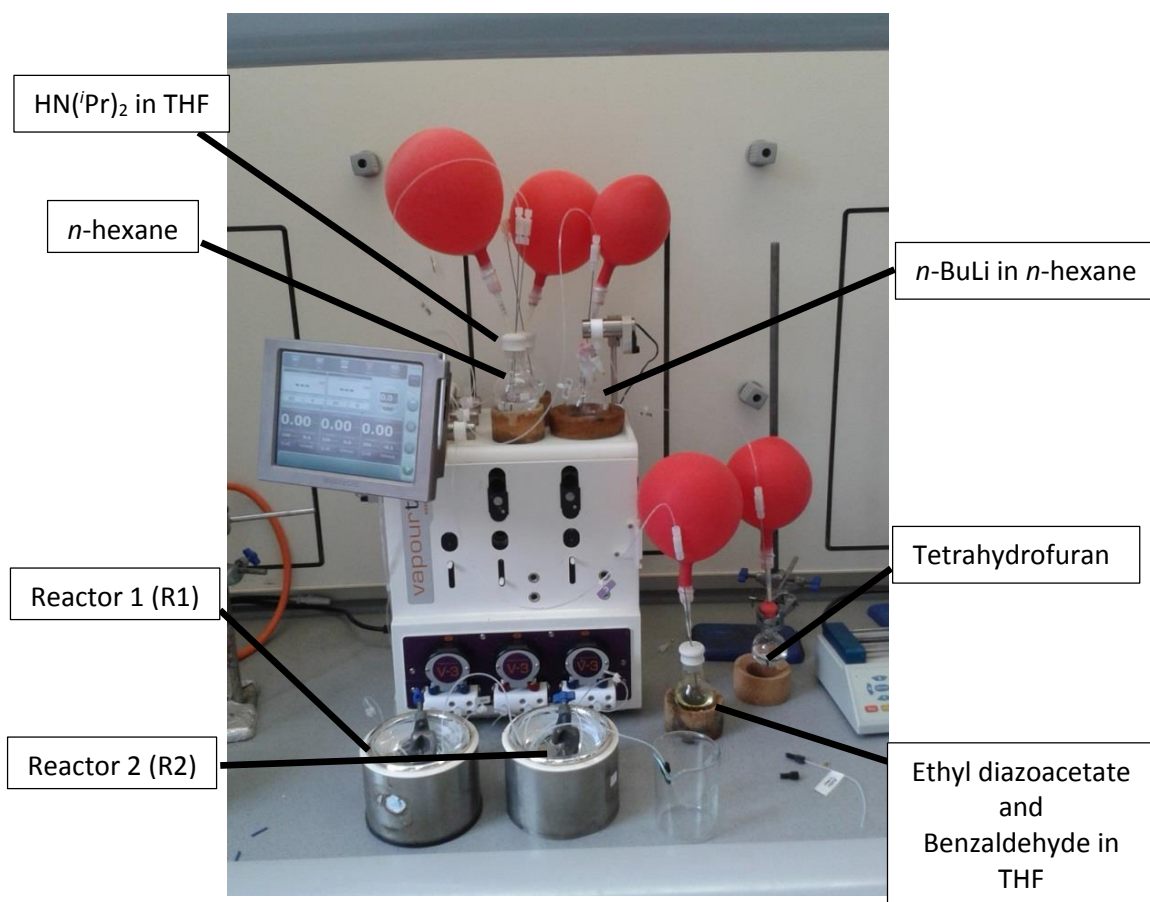 HN(ⁱPr)₂ in THF
n-hexane
n-BuLi in n-hexane
0.00 0.00 0.00
vapourt
Tetrahydrofuran
Reactor 1 (R1)
V-3 V-3 V-3
Reactor 2 (R2)
Ethyl diazoacetate
and
Benzaldehyde in
THF